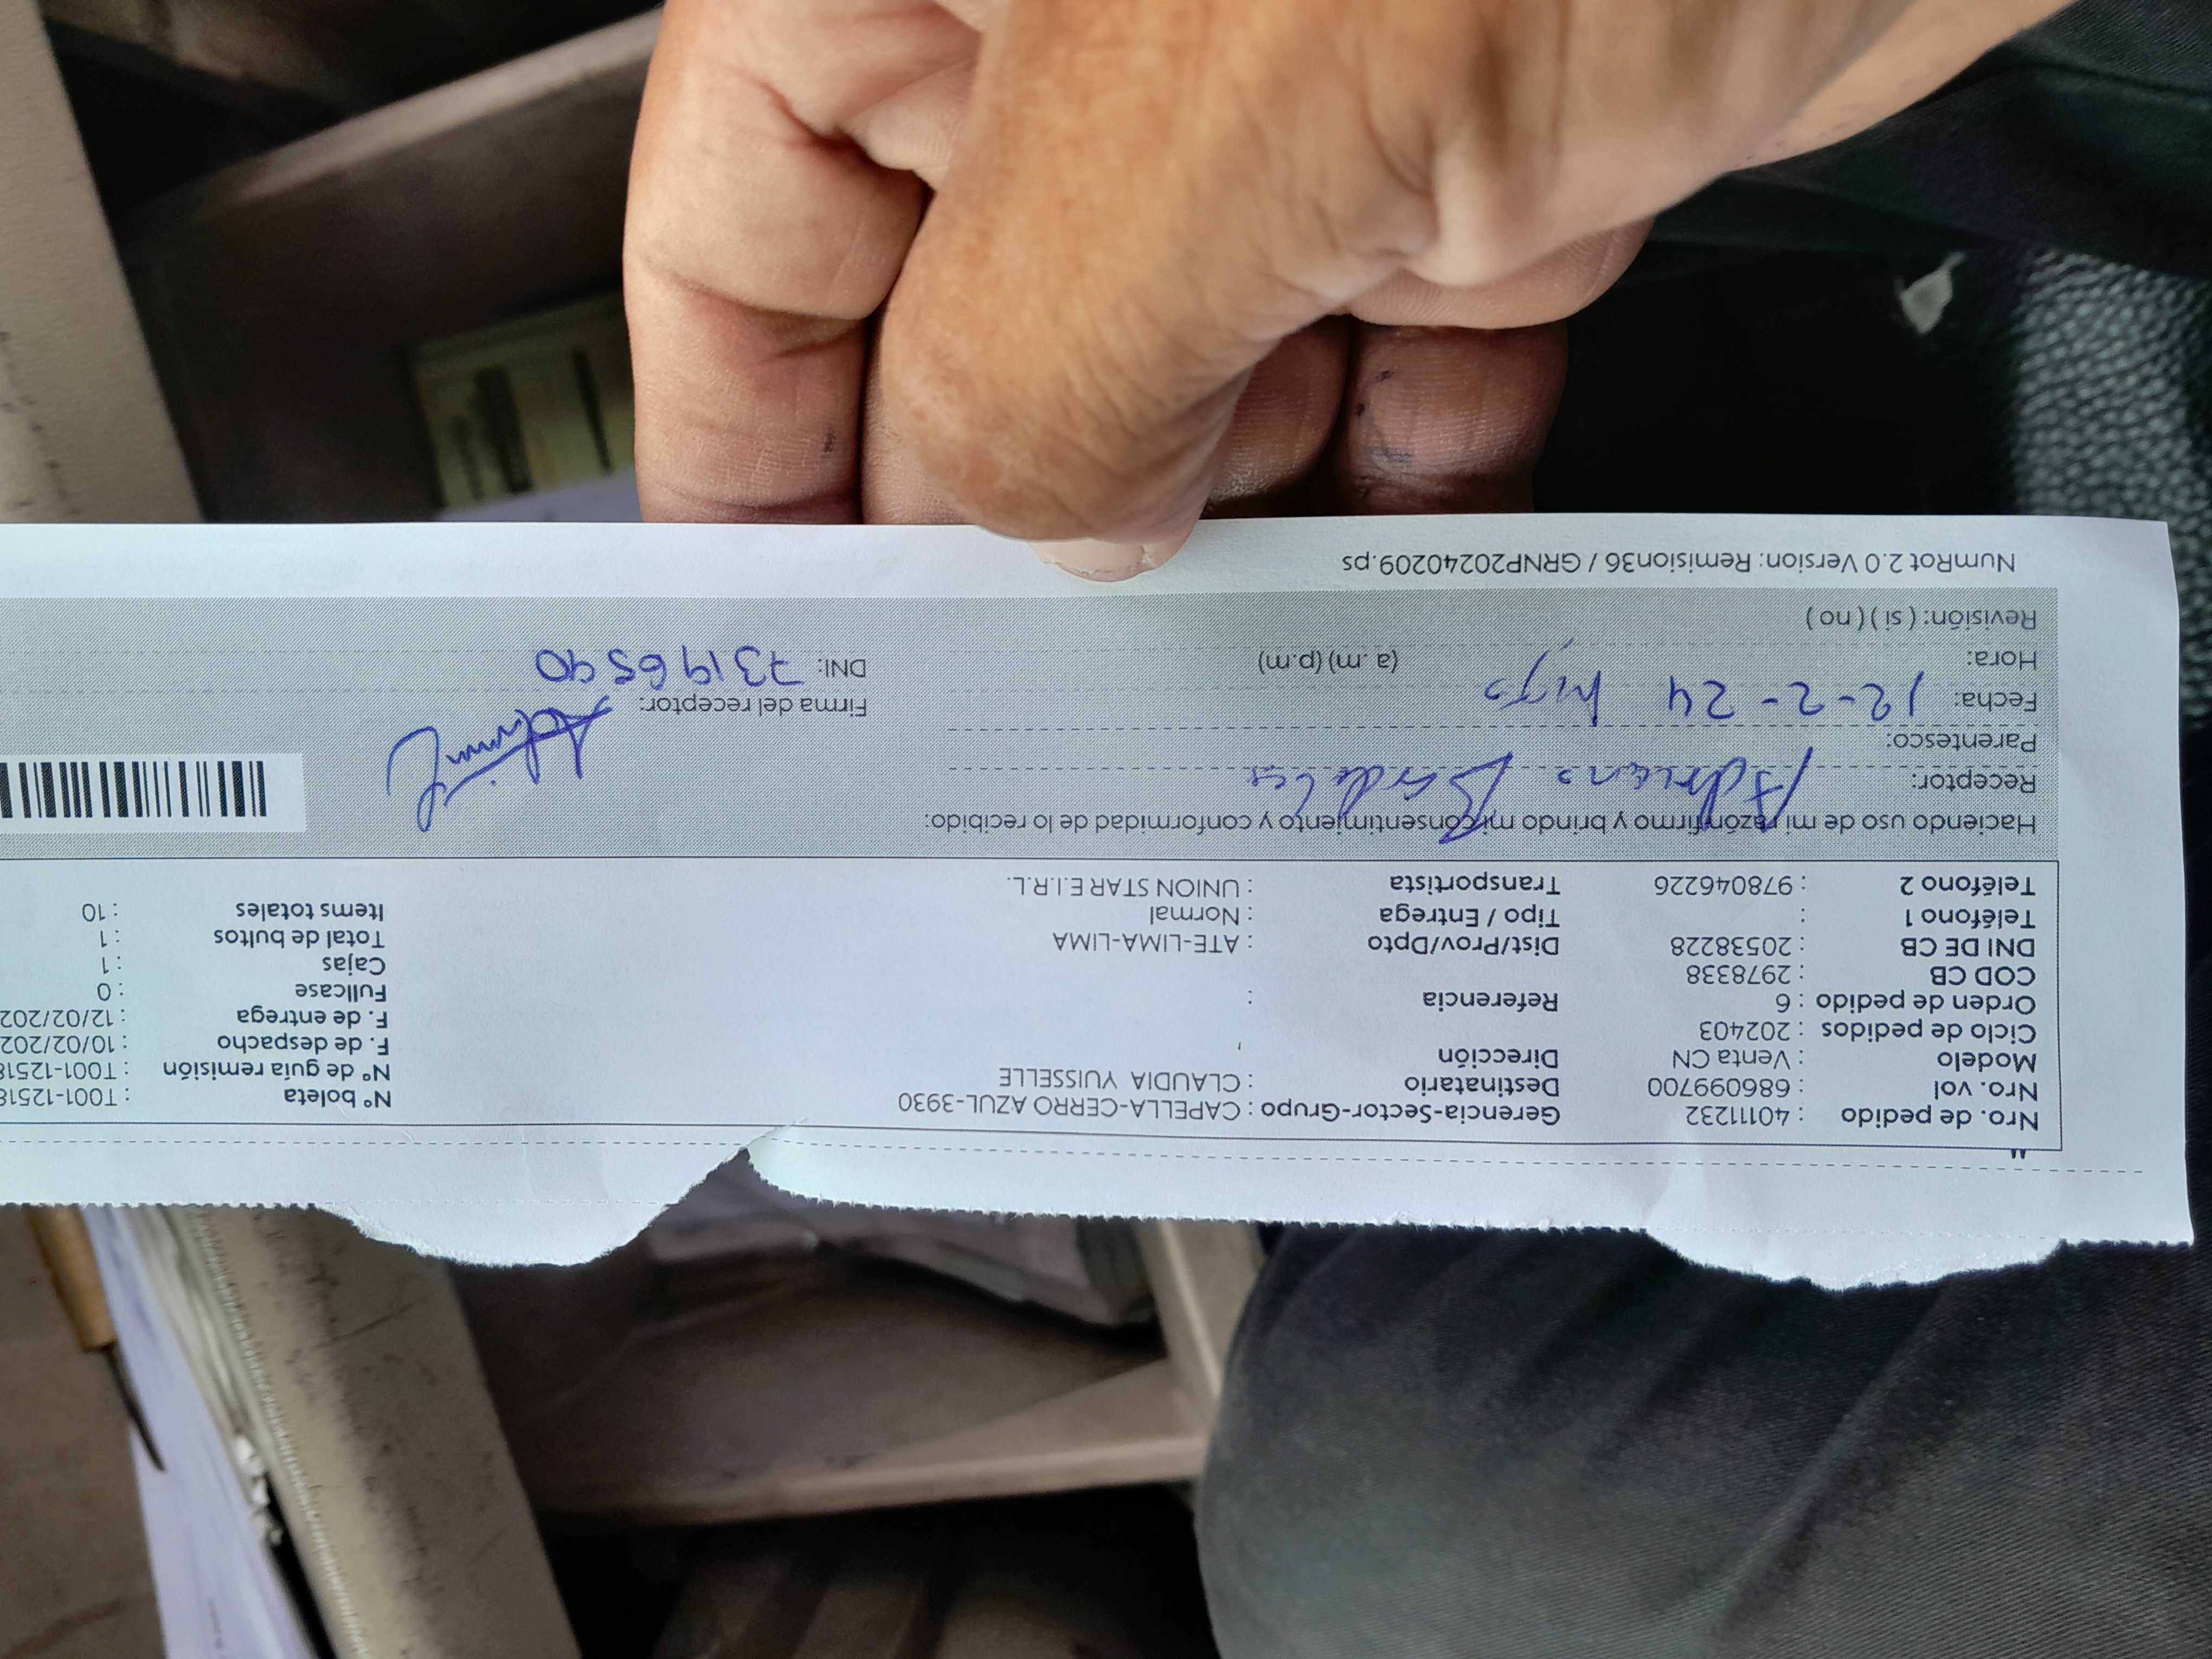 Nro. de pedido : 40111232 Gerencia-Sector-Grupo : CAPELLA-CERRO AZUL-3930 N° boleta : T001-12518
Nro. vol : 686099700 Destinatario : CLAUDIA YUISSELLE N° de guía remisión : T001-12518
Modelo : Venta CN Dirección F. de despacho : 10/02/202
Ciclo de pedidos : 202403 F. de entrega : 12/02/202
Orden de pedido : 6 Referencia : Fullcase : 0
COD CB : 2978338 Cajas : 1
DNI DE CB : 20538228 Dist/Prov/Dpto : ATE-LIMA-LIMA Total de bultos : 1
Teléfono 1 : Tipo / Entrega : Normal Items totales : 10
Teléfono 2 : 978046226 Transportista : UNION STAR E.I.R.L.
Haciendo uso de mi razón firmo y brindo mi consentimiento y conformidad de lo recibido:
Receptor: Adriano
Parentesco:
Fecha: 12-2-24 hijo Firma del receptor:
Hora: (a .m) (p.m) DNI: 73196590
Revisión: ( si ) ( no )
NumRot 2.0 Version: Remision36 / GRNP20240209.ps